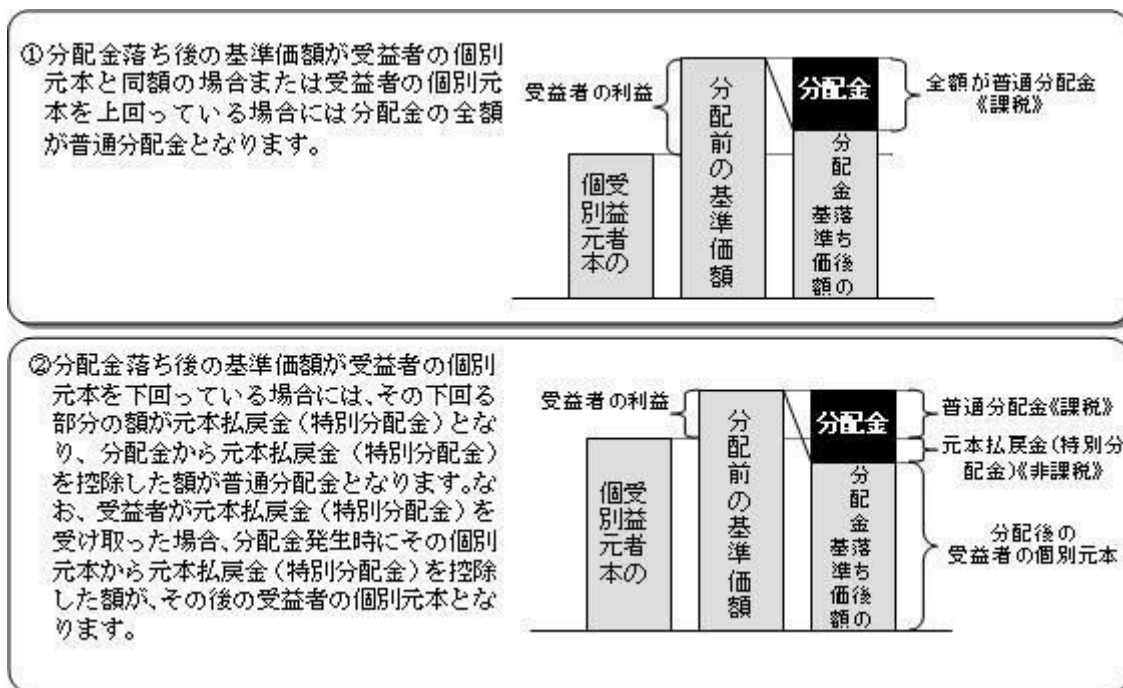 ①分配金落ち後の基準価額が受益者の個別
元本と同額の場合または受益者の個別元
本を上回っている場合には分配金の全額
が普通分配金となります。
受益者の利益
受益者の
個別元本
分配前の基準価額
分配金
分配金落ち後の
基準価額
全額が普通分配金
《課税》
②分配金落ち後の基準価額が受益者の個別
元本を下回っている場合には、その下回る
部分の額が元本払戻金(特別分配金)とな
り、分配金から元本払戻金(特別分配金)
を控除した額が普通分配金となります。な
お、受益者が元本払戻金(特別分配金)を
受け取った場合、分配金発生時にその個別
元本から元本払戻金(特別分配金)を控除
した額が、その後の受益者の個別元本とな
ります。
受益者の利益
受益者の
個別元本
分配前の基準価額
分配金
分配金落ち後の
基準価額
普通分配金《課税》
元本払戻金(特別分
配金)《非課税》
分配後の
受益者の個別元本